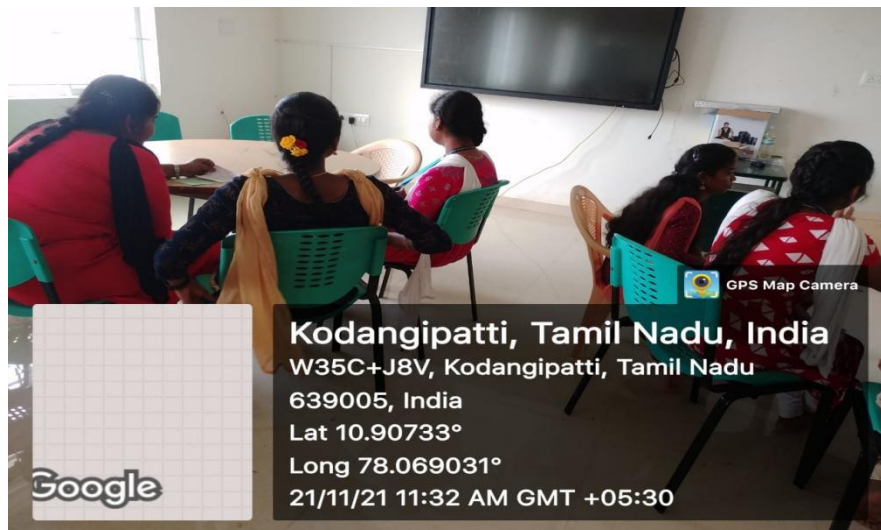 GPS Map Camera
Kodangipatti, Tamil Nadu, India
W35C+J8V, Kodangipatti, Tamil Nadu
639005, India
Lat 10.90733°
Long 78.069031°
21/11/21 11:32 AM GMT +05:30
Google